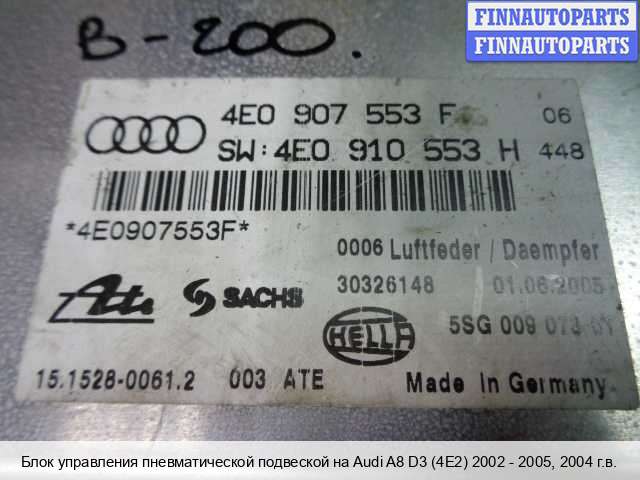 B-200.
FINNAUTOPARTS
FINNAUTOPARTS
4E0 907 553 F 06
SW: 4E0 910 553 H 448
*4E0907553F*
0006 Luftfeder / Daempfer
30326148 01.06.2005
Ate SACHS HELLA
5SG 009 073-01
15.1528-0061.2 003 ATE Made in Germany
Блок управления пневматической подвеской на Audi A8 D3 (4E2) 2002 - 2005, 2004 г.в.